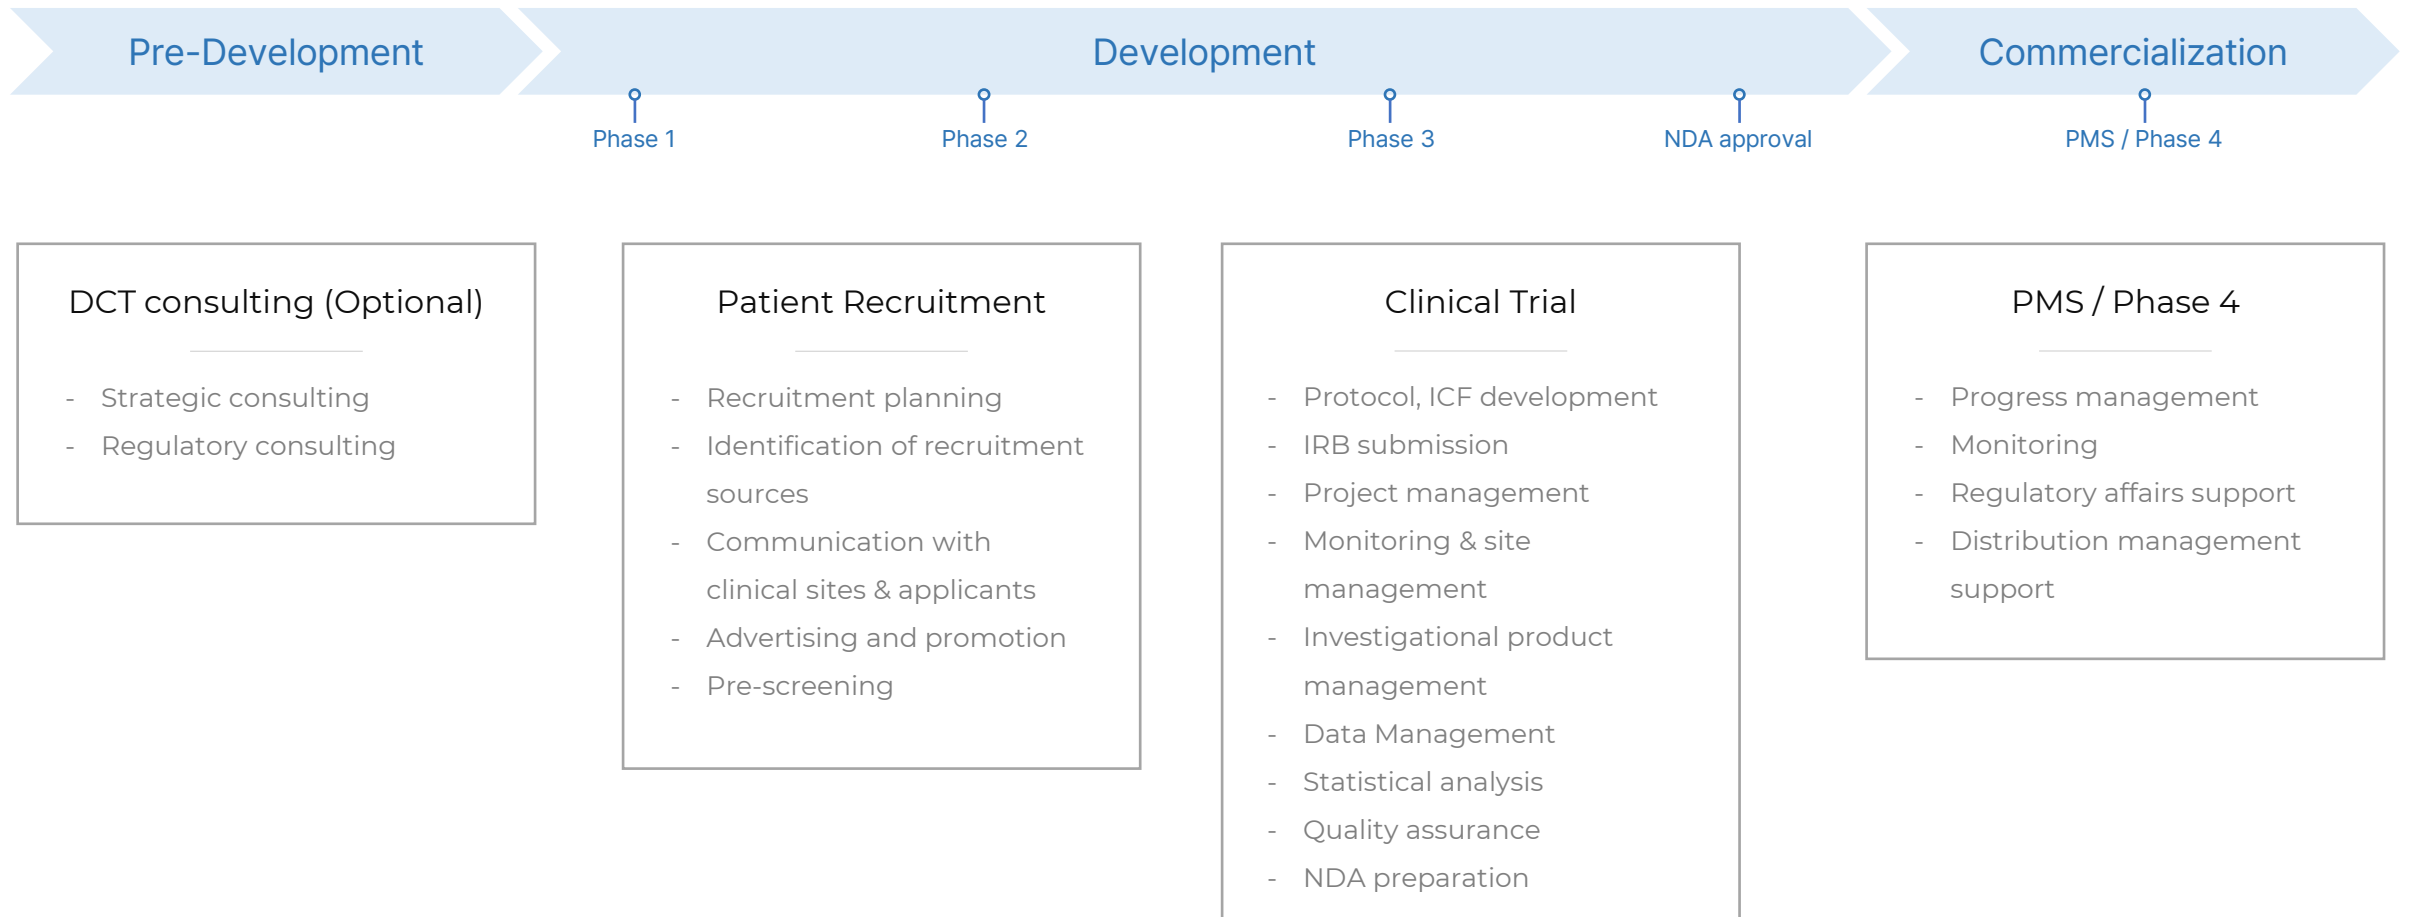 Pre-Development
Development
Commercialization
Phase 1
Phase 2
Phase 3
NDA approval
PMS / Phase 4
DCT consulting (Optional)
- Strategic consulting
- Regulatory consulting
Patient Recruitment
- Recruitment planning
- Identification of recruitment
sources
- Communication with
clinical sites & applicants
- Advertising and promotion
- Pre-screening
Clinical Trial
- Protocol, ICF development
- IRB submission
- Project management
- Monitoring & site
management
- Investigational product
management
- Data Management
- Statistical analysis
- Quality assurance
- NDA preparation
PMS / Phase 4
- Progress management
- Monitoring
- Regulatory affairs support
- Distribution management
support